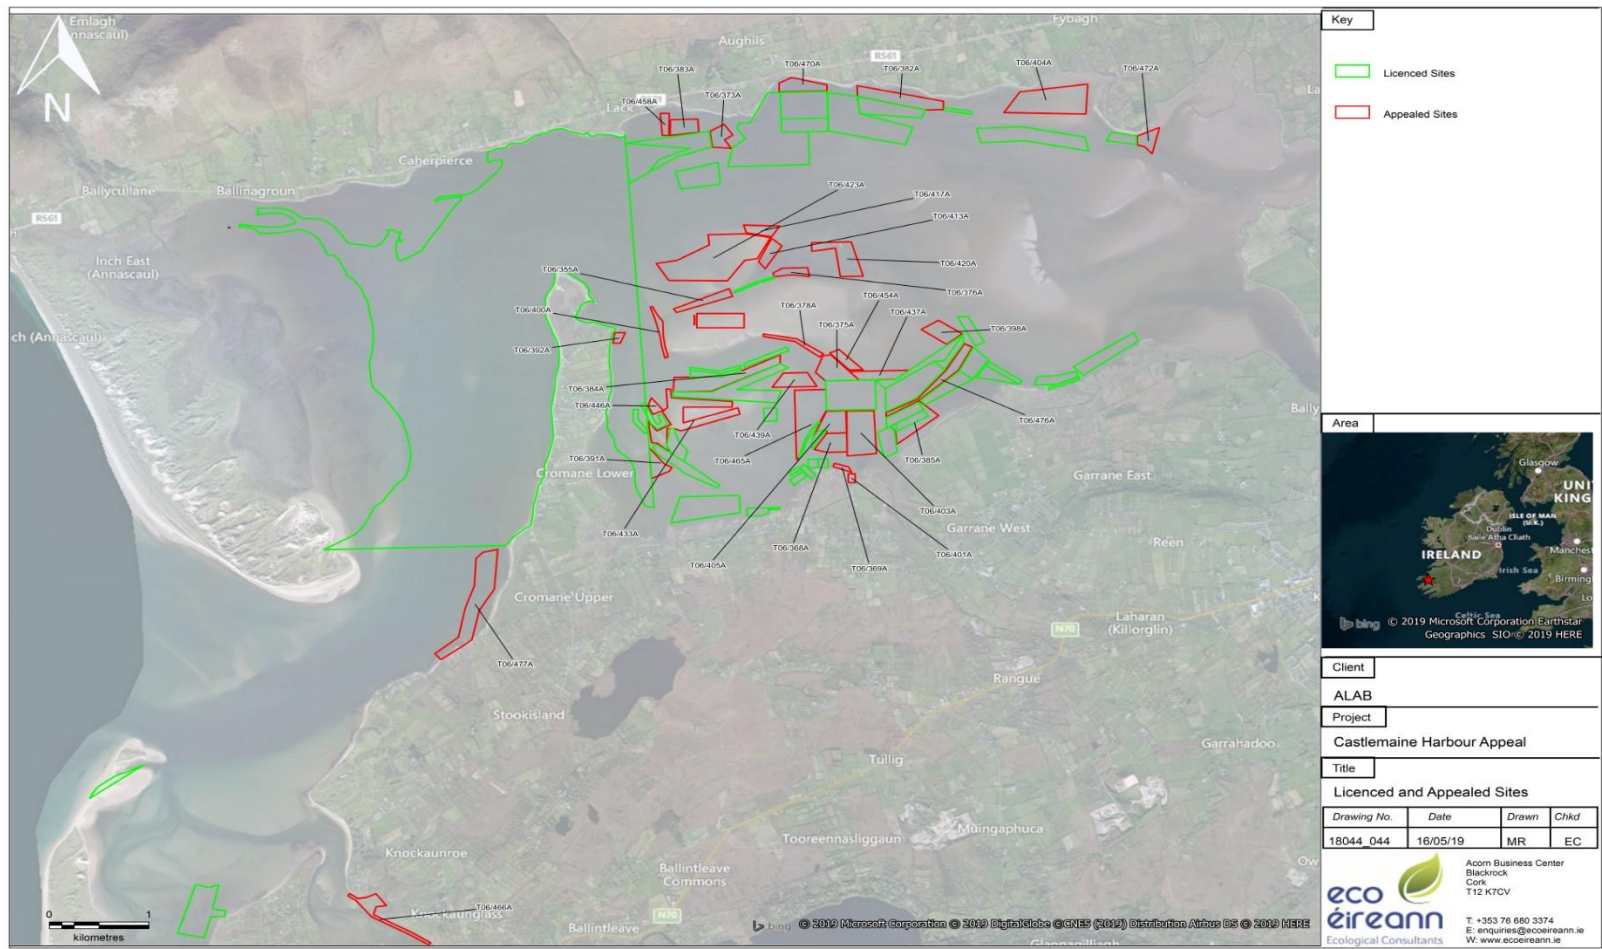 Emlagh
(Annascaul)
N
Aughils
Fybagh
R561
R561
Lack
T06/383A
T06/470A
T06/382A
T06/404A
T06/472A
T06/458A
T06/373A
Caherpierce
Ballycullane
Ballinagroun
R561
Inch East
(Annascaul)
ch (Annascaul)
T06/423A
T06/417A
T06/413A
T06/420A
T06/376A
T06/355A
T06/400A
T06/392A
T06/378A
T06/454A
T06/375A
T06/437A
T06/398A
T06/384A
T06/446A
T06/439A
T06/476A
T06/391A
T06/465A
T06/385A
Bally
Cromane Lower
Garrane East
T06/433A
T06/403A
T06/405A
T06/368A
T06/369A
T06/401A
Garrane West
Reen
Cromane Upper
Laharan
(Killorglin)
N70
T06/477A
Rangue
Stookisland
Garrahadoo
Tullig
Tooreennasliggaun
Muingaphuca
Knockaunroe
Ballintleave
Commons
Knockaunglass
T06/466A
N70
Ballintleave
Glannagilliagh
0 1
kilometres
bing © 2019 Microsoft Corporation © 2019 DigitalGlobe ©CNES (2019) Distribution Airbus DS © 2019 HERE
Key
Licenced Sites
Appealed Sites
Area
Glasgow
UNI
KING
ISLE OF MAN
(U.K.)
Dublin
Baile Atha Cliath
Manchest
IRELAND
Irish Sea
Birming
Lo
Celtic Sea
bing © 2019 Microsoft Corporation Earthstar
Geographics SIO © 2019 HERE
Client
ALAB
Project
Castlemaine Harbour Appeal
Title
Licenced and Appealed Sites
Drawing No. Date Drawn Chkd
18044_044 16/05/19 MR EC
eco
éireann
Ecological Consultants
Acorn Business Center
Blackrock
Cork
T12 K7CV
T: +353 76 680 3374
E: enquiries@ecoeireann.ie
W: www.ecoeireann.ie